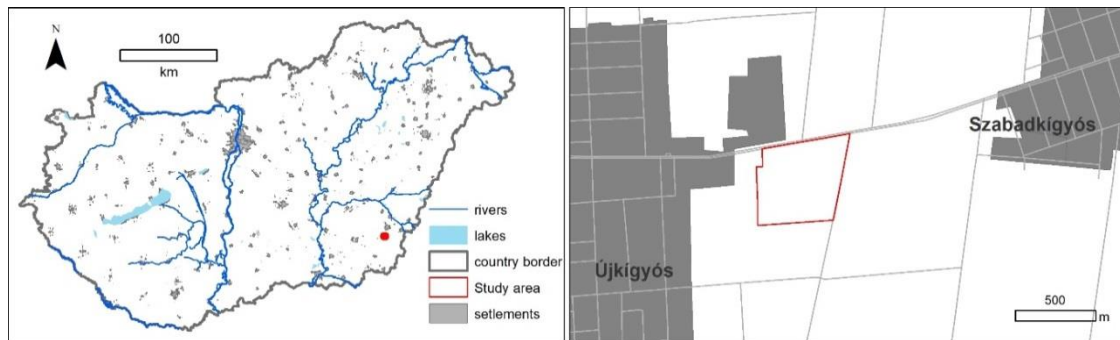 N
100
km
rivers
lakes
country border
Study area
setlements
Szabadkígyós
Újkígyós
500
m